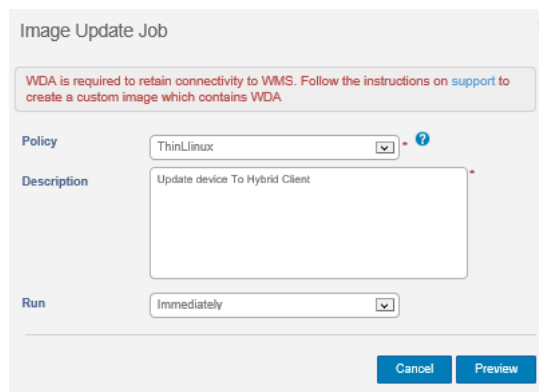 Image Update Job
WDA is required to retain connectivity to WMS. Follow the instructions on support to
create a custom image which contains WDA
Policy
ThinLlinux
* ?
Description
Update device To Hybrid Client
*
Run
Immediately
Cancel
Preview